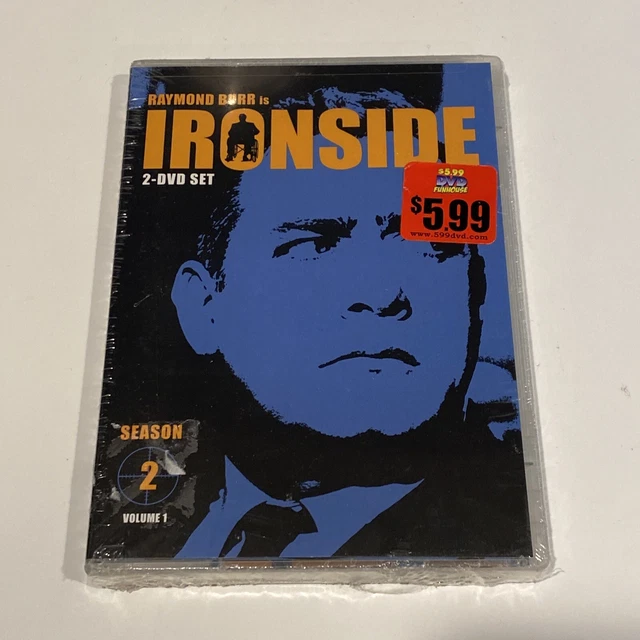 RAYMOND BURR is
IRONSIDE
2-DVD SET
$5.99
DVD
FUNHOUSE
$5.99
www.599dvd.com
SEASON
2
VOLUME 1